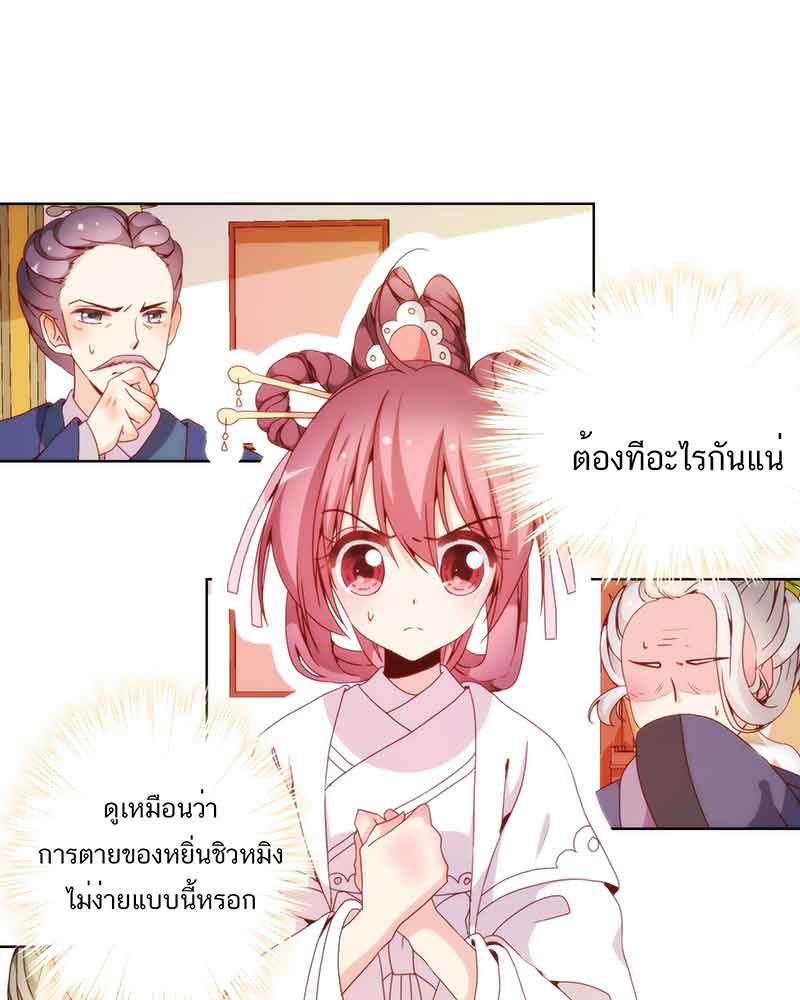 ต้องทีอะไรกันแน่
ดูเหมือนว่า
การตายของหยิ่นชิวหมิง
ไม่ง่ายแบบนี้หรอก